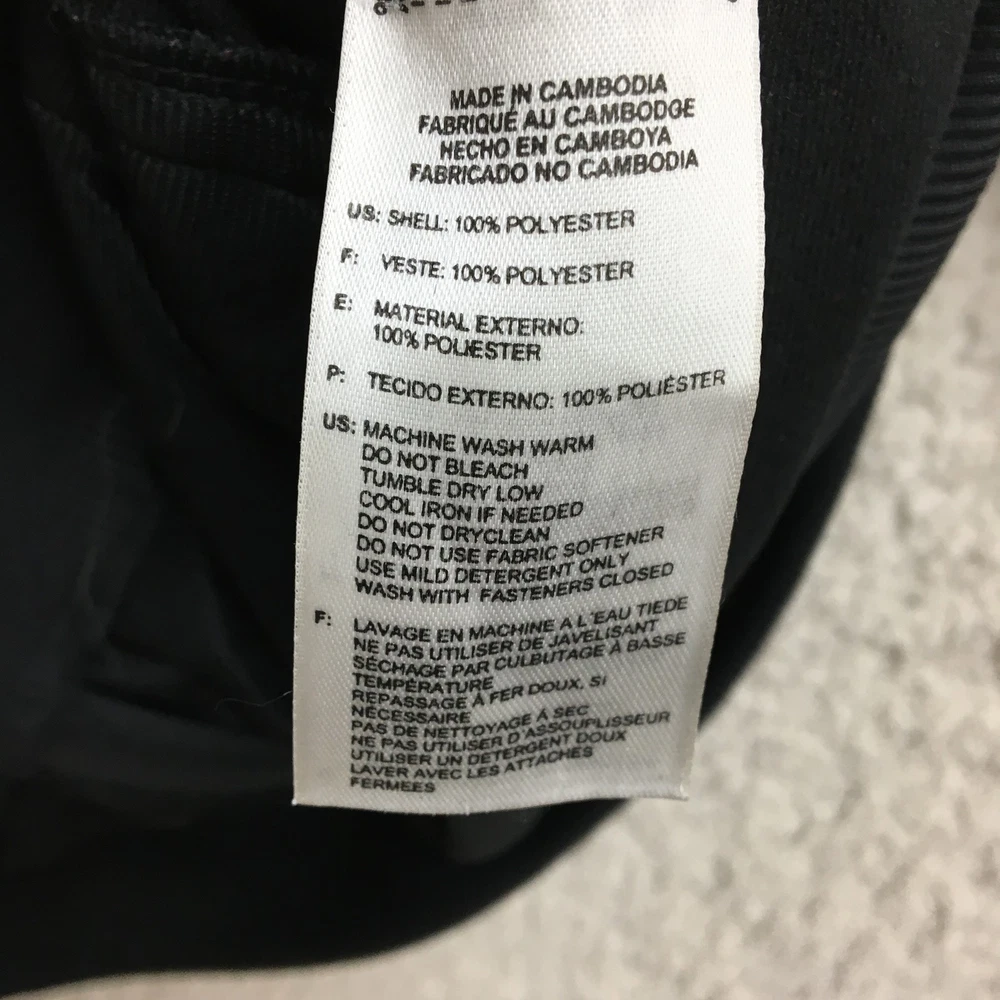 MADE IN CAMBODIA
FABRIQUÉ AU CAMBODGE
HECHO EN CAMBOYA
FABRICADO NO CAMBODIA
US: SHELL: 100% POLYESTER
F: VESTE: 100% POLYESTER
E: MATERIAL EXTERNO:
100% POLIESTER
P: TECIDO EXTERNO: 100% POLIÉSTER
US: MACHINE WASH WARM
DO NOT BLEACH
TUMBLE DRY LOW
COOL IRON IF NEEDED
DO NOT DRYCLEAN
DO NOT USE FABRIC SOFTENER
USE MILD DETERGENT ONLY
WASH WITH FASTENERS CLOSED
F: LAVAGE EN MACHINE A L'EAU TIEDE
NE PAS UTILISER DE JAVELISANT
SÉCHAGE PAR CULBUTAGE À BASSE
TEMPÉRATURE
REPASSAGE À FER DOUX, SI
NÉCESSAIRE
PAS DE NETTOYAGE À SEC
NE PAS UTILISER D'ASSOUPLISSEUR
UTILISER UN DÉTERGENT DOUX
LAVER AVEC LES ATTACHES
FERMEES